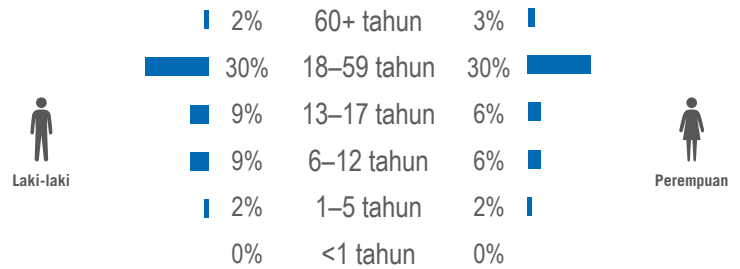 2% 60+ tahun 3%
30% 18–59 tahun 30%
9% 13–17 tahun 6%
9% 6–12 tahun 6%
Laki-laki Perempuan
2% 1–5 tahun 2%
0% <1 tahun 0%